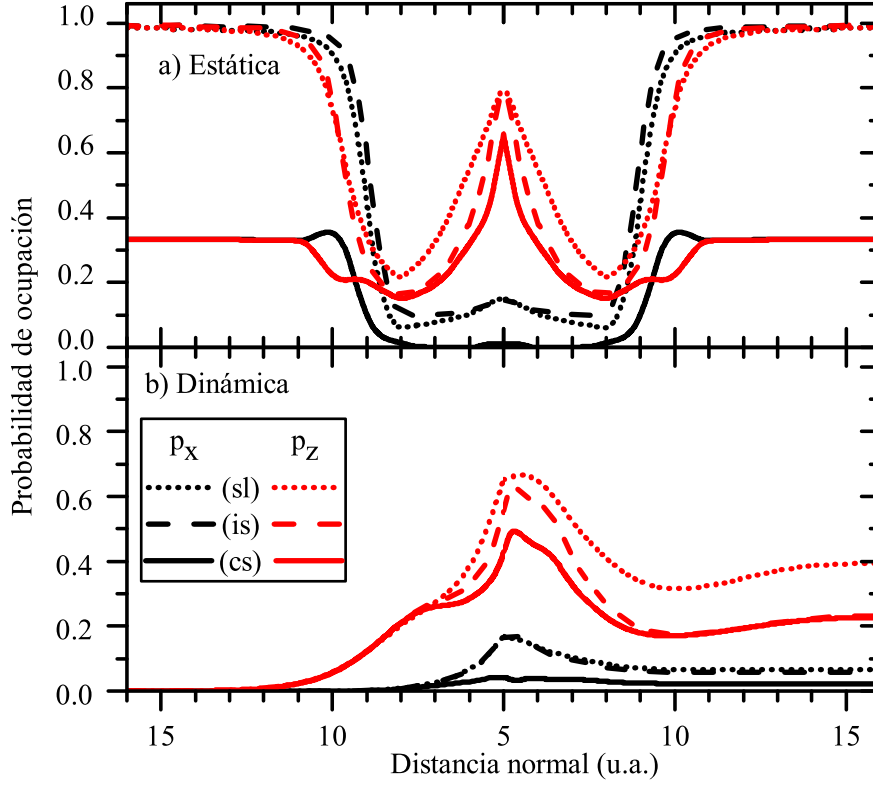 1.0
a) Estática
0.8
0.6
0.4
0.2
0.0
Probabilidad de ocupación
1.0
b) Dinámica
0.8
pX pZ
0.6
(sl)
(is)
0.4
(cs)
0.2
0.0
15 10 5 10 15
Distancia normal (u.a.)